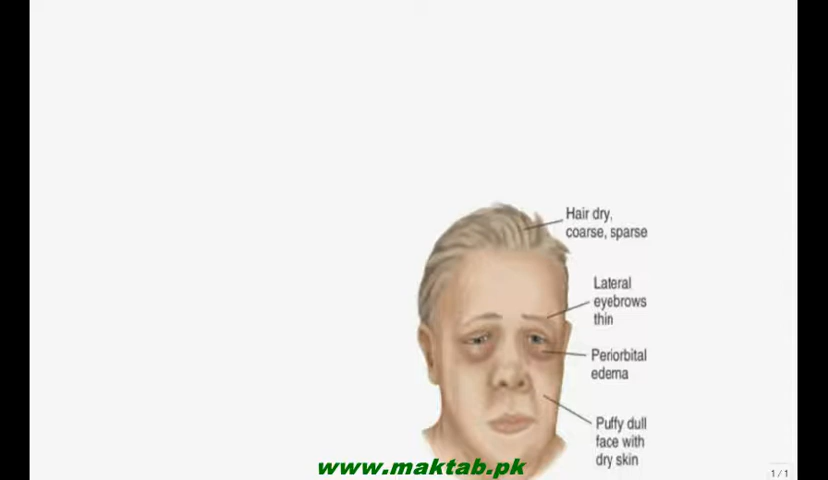 Hair dry,
coarse, sparse
Lateral
eyebrows
thin
Periorbital
edema
Puffy dull
face with
dry skin
www.maktab.pk
1 / 1